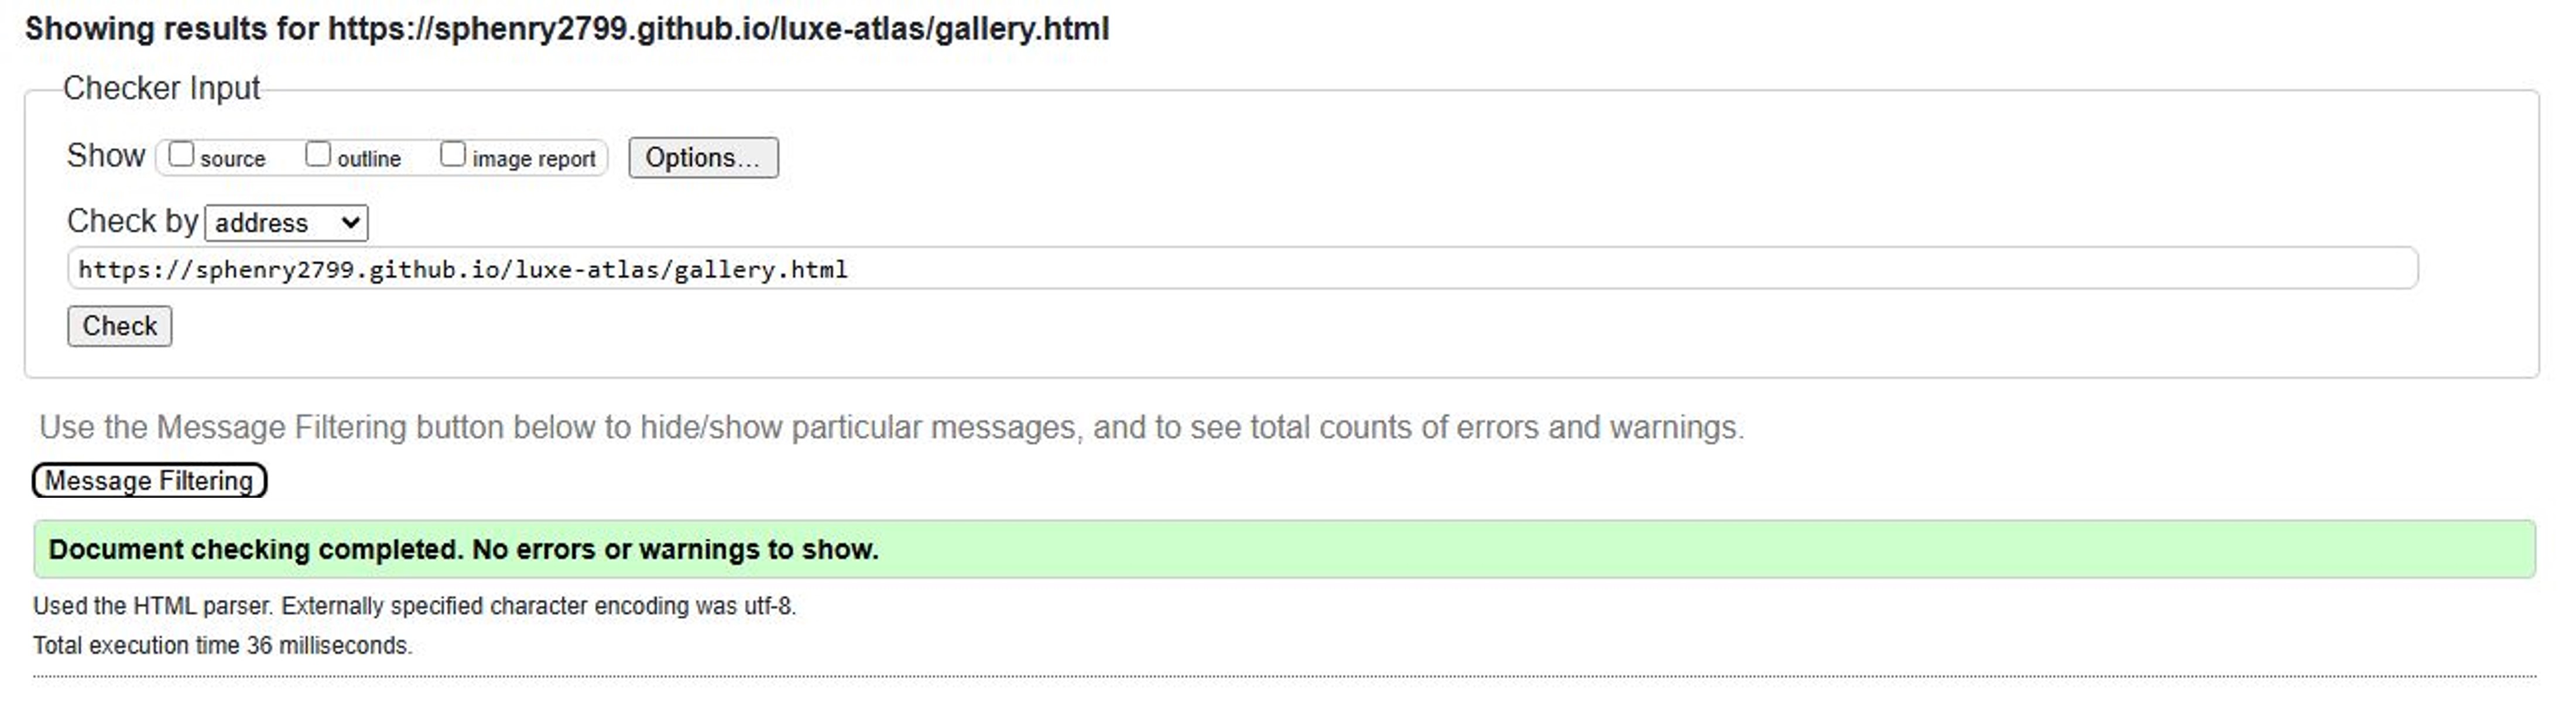 Showing results for https://sphenry2799.github.io/luxe-atlas/gallery.html
Checker Input
Show source outline image report Options...
Check by address
https://sphenry2799.github.io/luxe-atlas/gallery.html
Check
Use the Message Filtering button below to hide/show particular messages, and to see total counts of errors and warnings.
Message Filtering
Document checking completed. No errors or warnings to show.
Used the HTML parser. Externally specified character encoding was utf-8.
Total execution time 36 milliseconds.